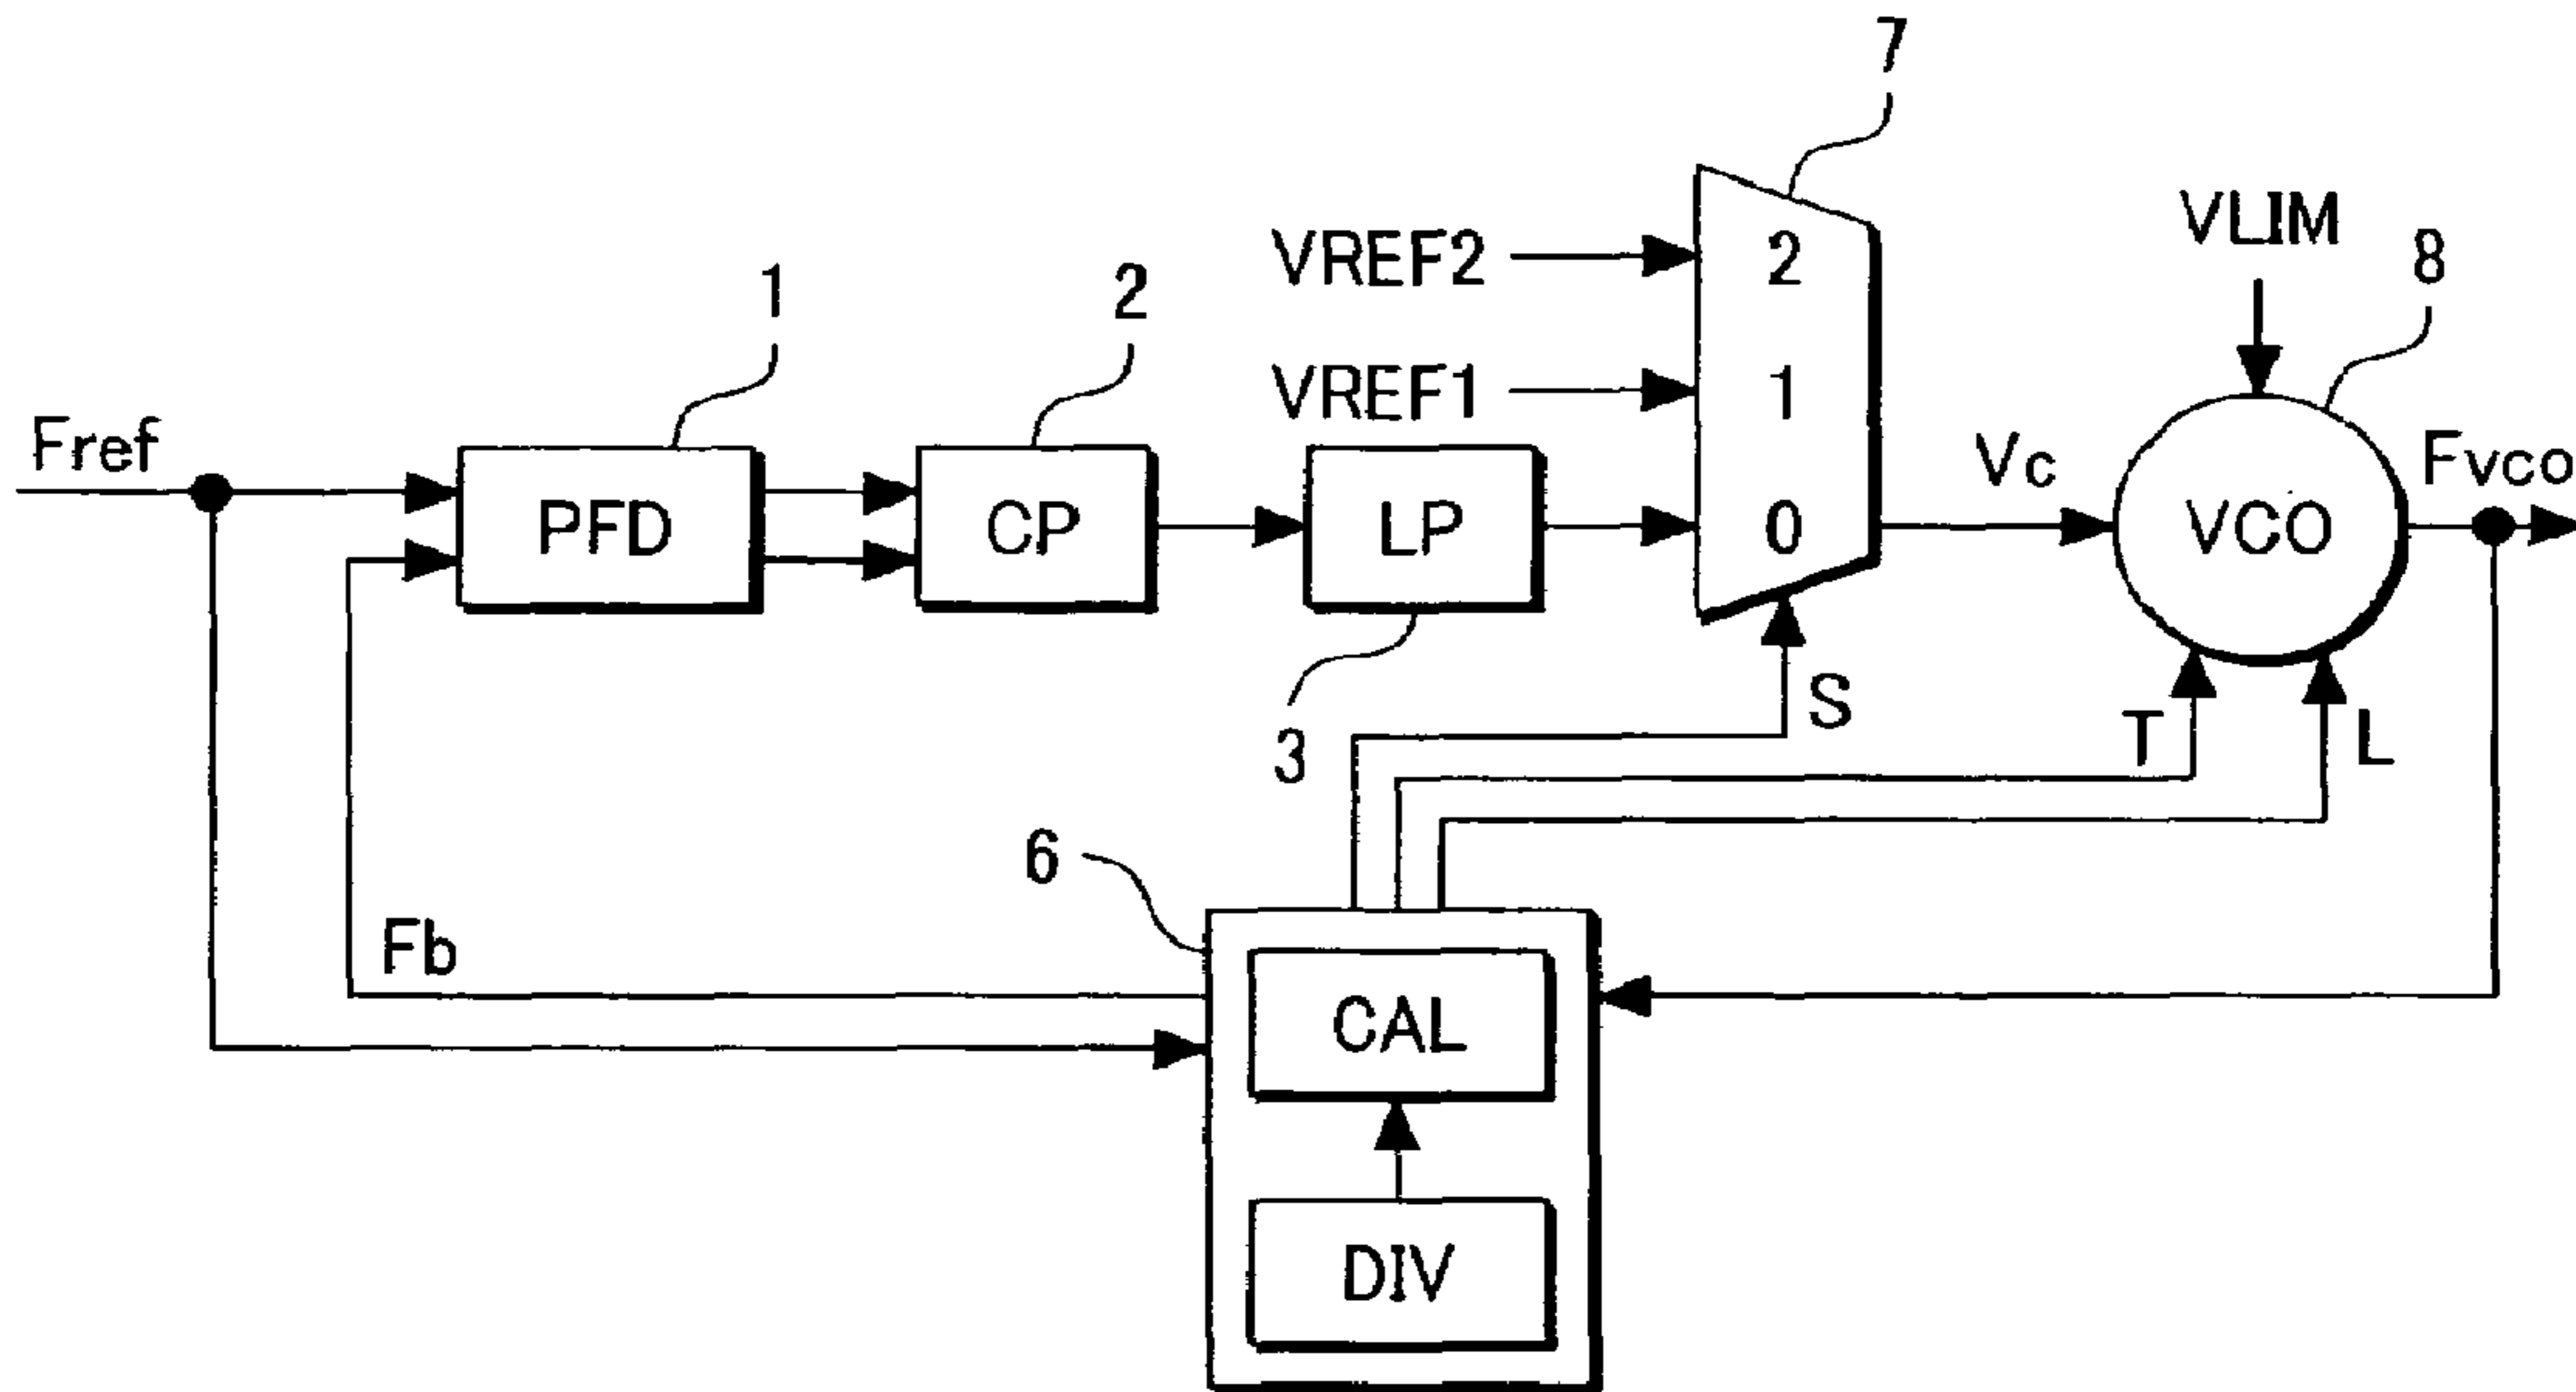 7
VLIM
VREF2
2
8
1
2
VREF1
1
Fref
PFD
CP
LP
0
Vc
VCO
Fvco
S
T
L
3
6
Fb
CAL
DIV